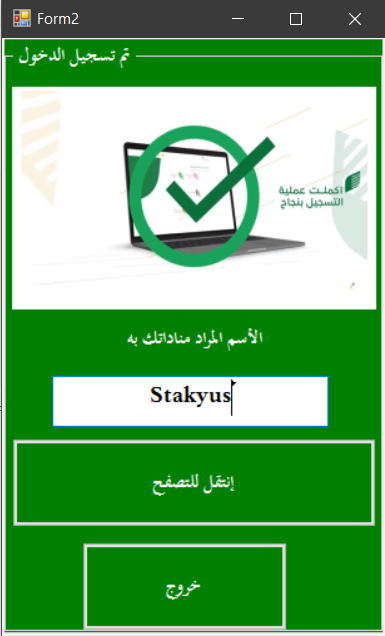 Form2
تم تسجيل الدخول
اكملت عملية
التسجيل بنجاح
الأسم المراد مناداتك به
Stakyus
إنتقل للتصفح
خروج